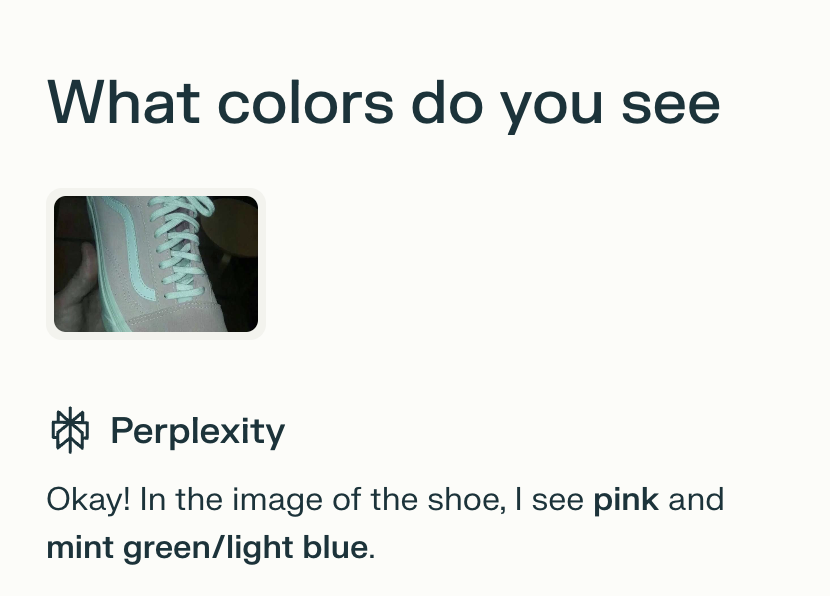 What colors do you see
Perplexity
Okay! In the image of the shoe, I see pink and
mint green/light blue.